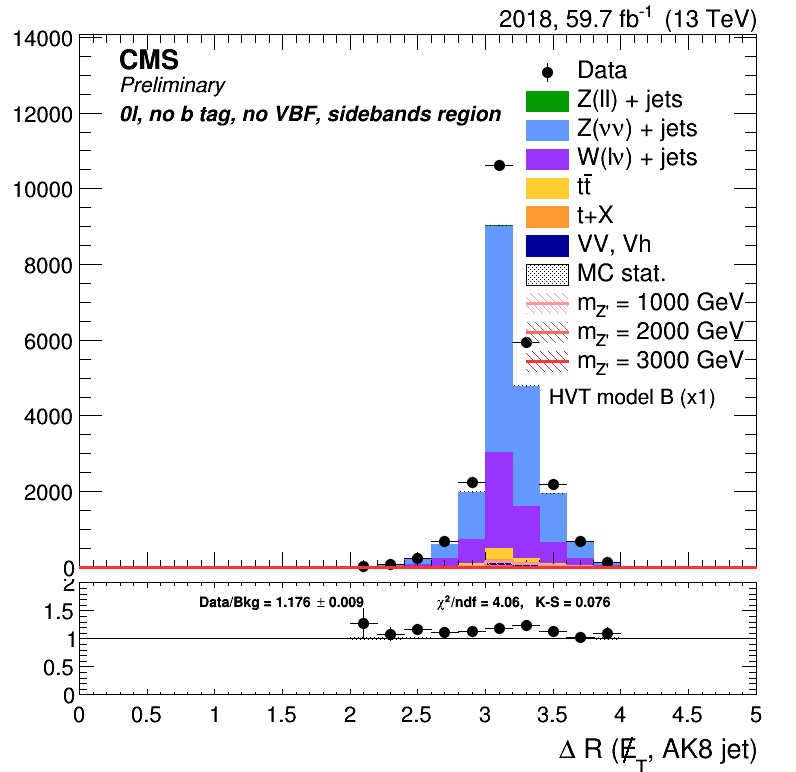 2018, 59.7 fb⁻¹ (13 TeV)
14000
CMS
Preliminary
0l, no b tag, no VBF, sidebands region
Data
Z(ll) + jets
Z(νν) + jets
W(lν) + jets
tt̄
t+X
VV, Vh
MC stat.
m_Z' = 1000 GeV
m_Z' = 2000 GeV
m_Z' = 3000 GeV
HVT model B (x1)
12000
10000
8000
6000
4000
2000
0
2
Data/Bkg = 1.176 ± 0.009 χ²/ndf = 4.06, K-S = 0.076
1.5
1
0.5
0
0 0.5 1 1.5 2 2.5 3 3.5 4 4.5 5
Δ R (E̸_T, AK8 jet)